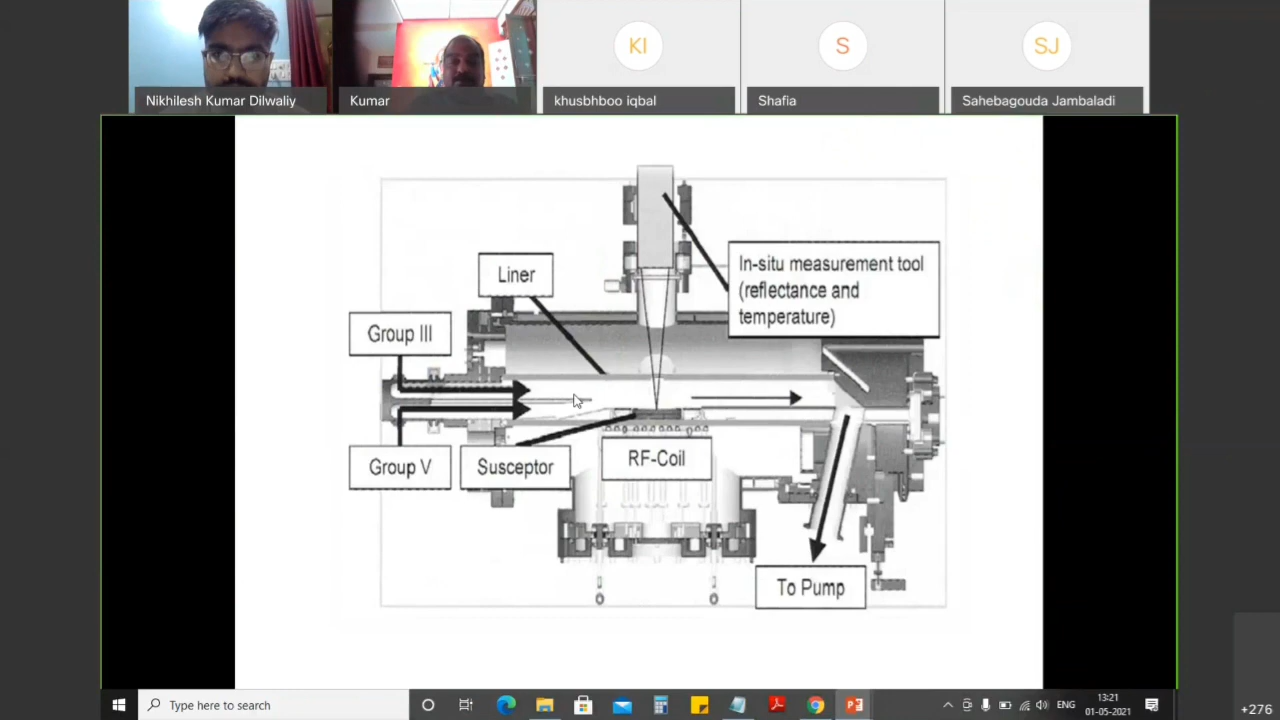 KI
S
SJ
Nikhilesh Kumar Dilwaliy
Kumar
khusbhboo iqbal
Shafia
Sahebagouda Jambaladi
Liner
In-situ measurement tool
(reflectance and
temperature)
Group III
Group V
Susceptor
RF-Coil
To Pump
Type here to search
ENG
13:21
01-05-2021
+276